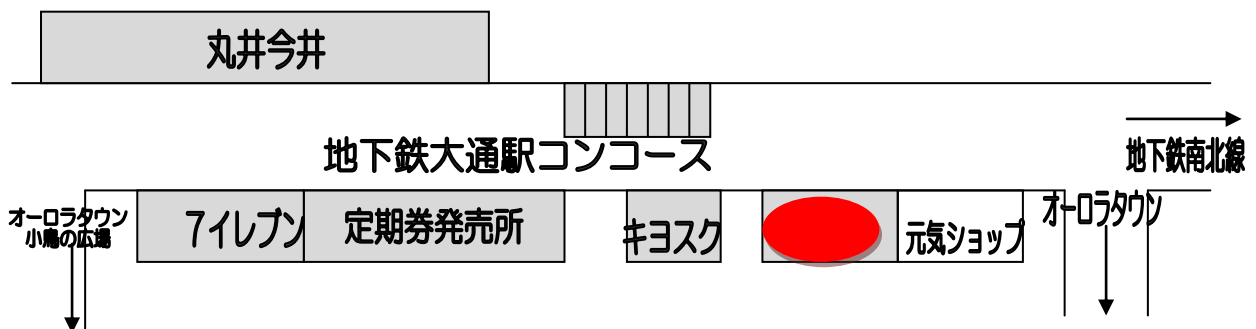 丸井今井
地下鉄大通駅コンコース
地下鉄南北線
オーロラタウン
小鳥の広場
7イレブン
定期券発売所
キヨスク
元気ショップ
オーロラタウン